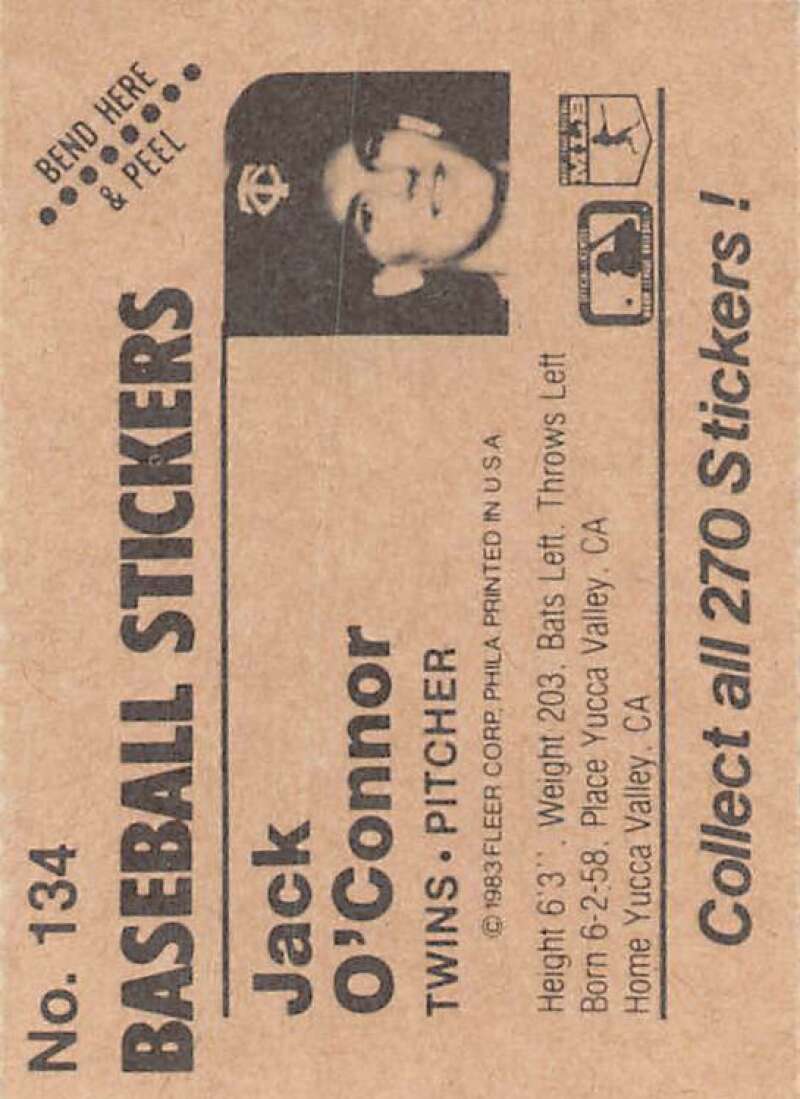 No. 134
BEND HERE
& PEEL
BASEBALL STICKERS
Jack
O'Connor
TWINS • PITCHER
© 1983 FLEER CORP. PHILA PRINTED IN U.S.A
Height 6'3''. Weight 203. Bats Left. Throws Left
Born 6-2-58. Place Yucca Valley. CA
Home Yucca Valley. CA
TC
MLB
Collect all 270 Stickers!